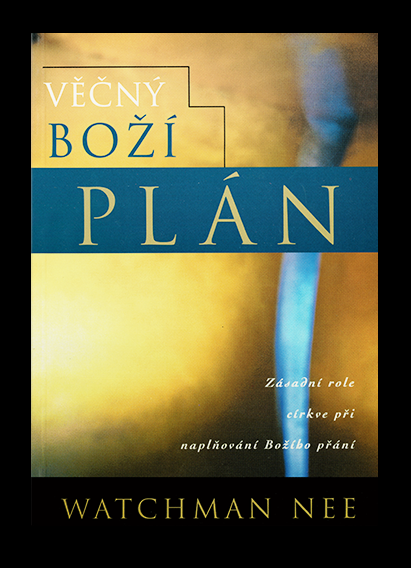 VĚČNÝ
BOŽÍ
PLÁN
Zásadní role
církve při
naplňování Božího přání
WATCHMAN NEE